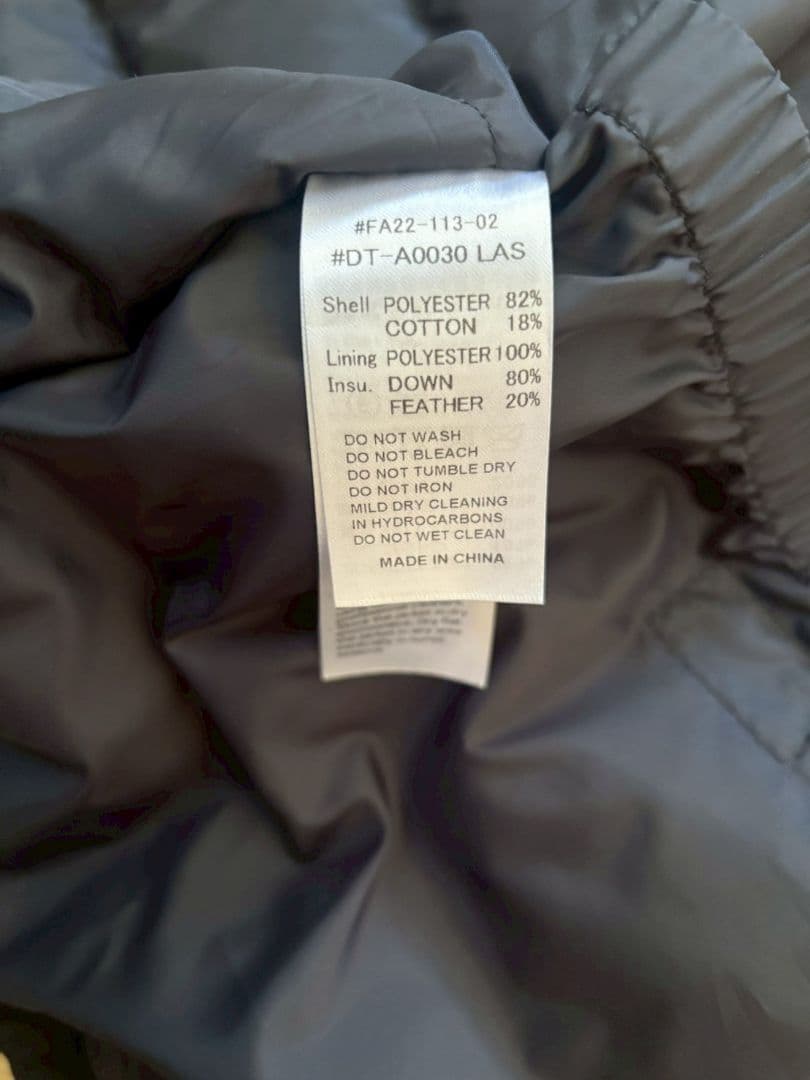 #FA22-113-02
#DT-A0030 LAS
Shell POLYESTER 82%
COTTON 18%
Lining POLYESTER 100%
Insu. DOWN 80%
FEATHER 20%
DO NOT WASH
DO NOT BLEACH
DO NOT TUMBLE DRY
DO NOT IRON
MILD DRY CLEANING
IN HYDROCARBONS
DO NOT WET CLEAN
MADE IN CHINA